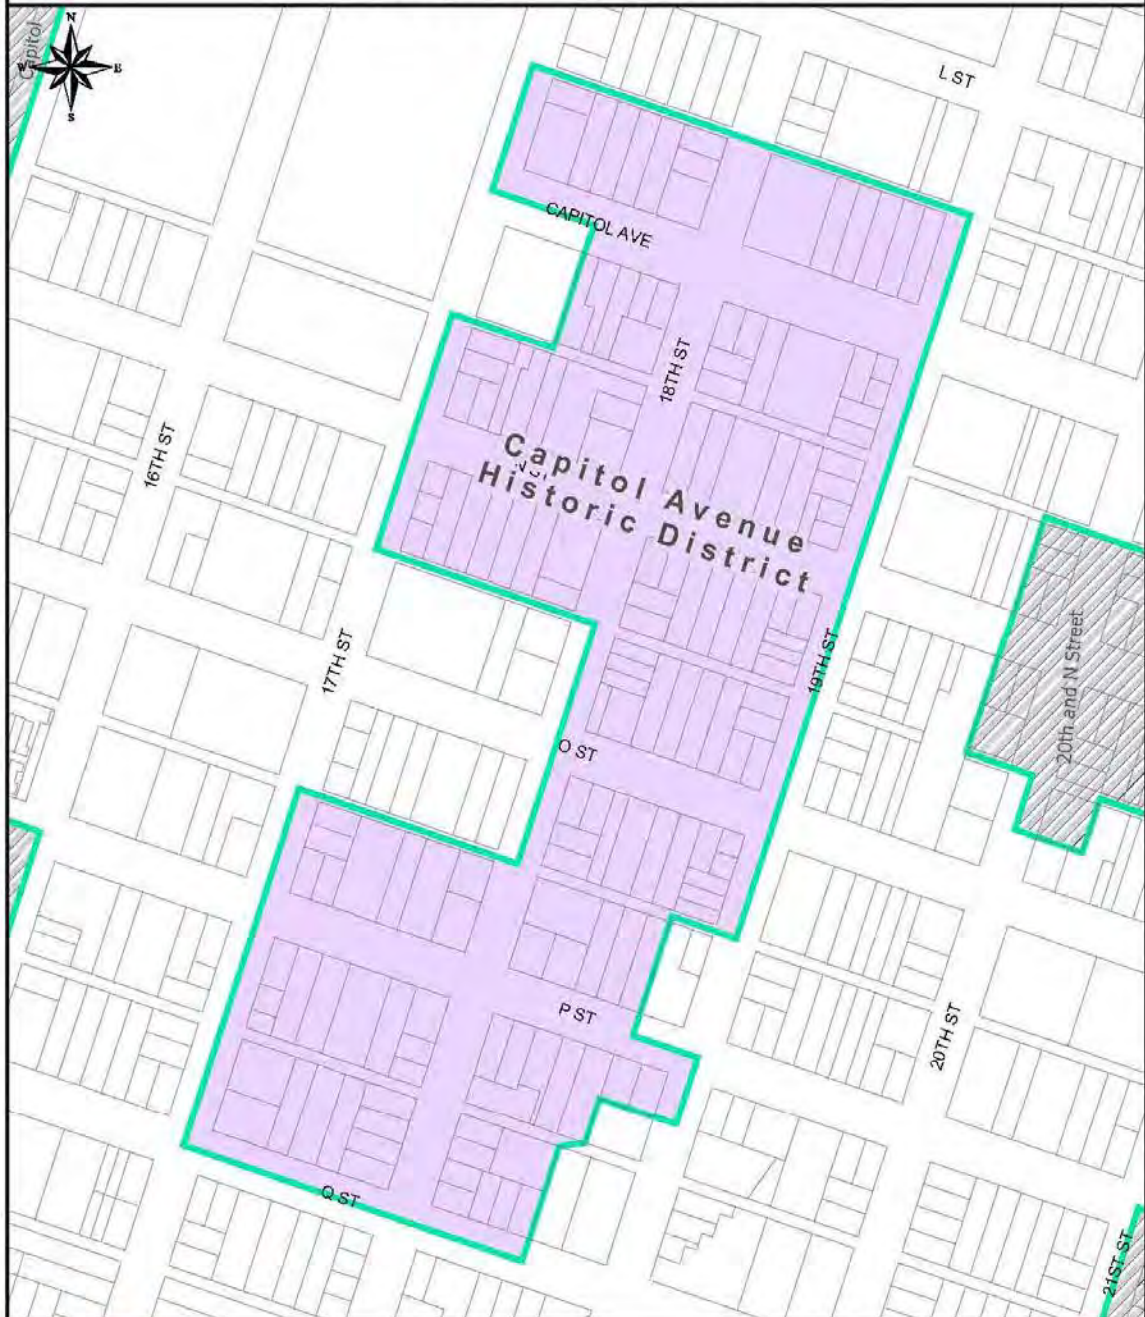 N
Capitol
W
E
S
L ST
CAPITOL AVE
18TH ST
16TH ST
Capitol Avenue
Historic District
17TH ST
19TH ST
20th and N Street
O ST
P ST
20TH ST
Q ST
21ST ST